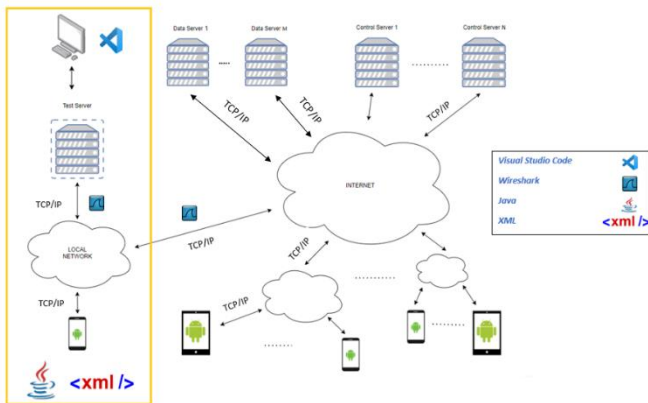 Data Server 1
Data Server M
Control Server 1
Control Server N
Test Server
TCP/IP
TCP/IP
TCP/IP
TCP/IP
LOCAL
NETWORK
TCP/IP
INTERNET
TCP/IP
TCP/IP
TCP/IP
Visual Studio Code
Wireshark
Java
XML
<xml />
Java
<xml />